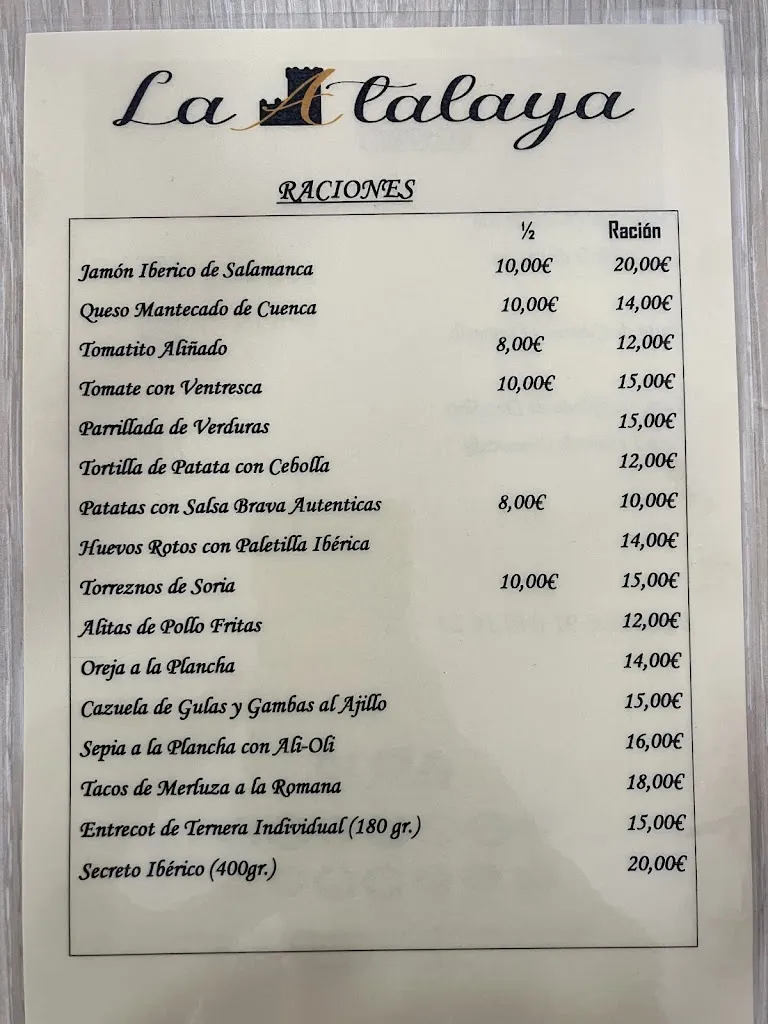 La Atalaya
RACIONES
½ Ración
Jamón Iberico de Salamanca 10,00€ 20,00€
Queso Mantecado de Cuenca 10,00€ 14,00€
Tomatito Aliñado 8,00€ 12,00€
Tomate con Ventresca 10,00€ 15,00€
Parrillada de Verduras 15,00€
Tortilla de Patata con Cebolla 12,00€
Patatas con Salsa Brava Autenticas 8,00€ 10,00€
Huevos Rotos con Paletilla Ibérica 14,00€
Torreznos de Soria 10,00€ 15,00€
Alitas de Pollo Fritas 12,00€
Oreja a la Plancha 14,00€
Cazuela de Gulas y Gambas al Ajillo 15,00€
Sepia a la Plancha con Ali-Oli 16,00€
Tacos de Merluza a la Romana 18,00€
Entrecot de Ternera Individual (180 gr.) 15,00€
Secreto Ibérico (400gr.) 20,00€